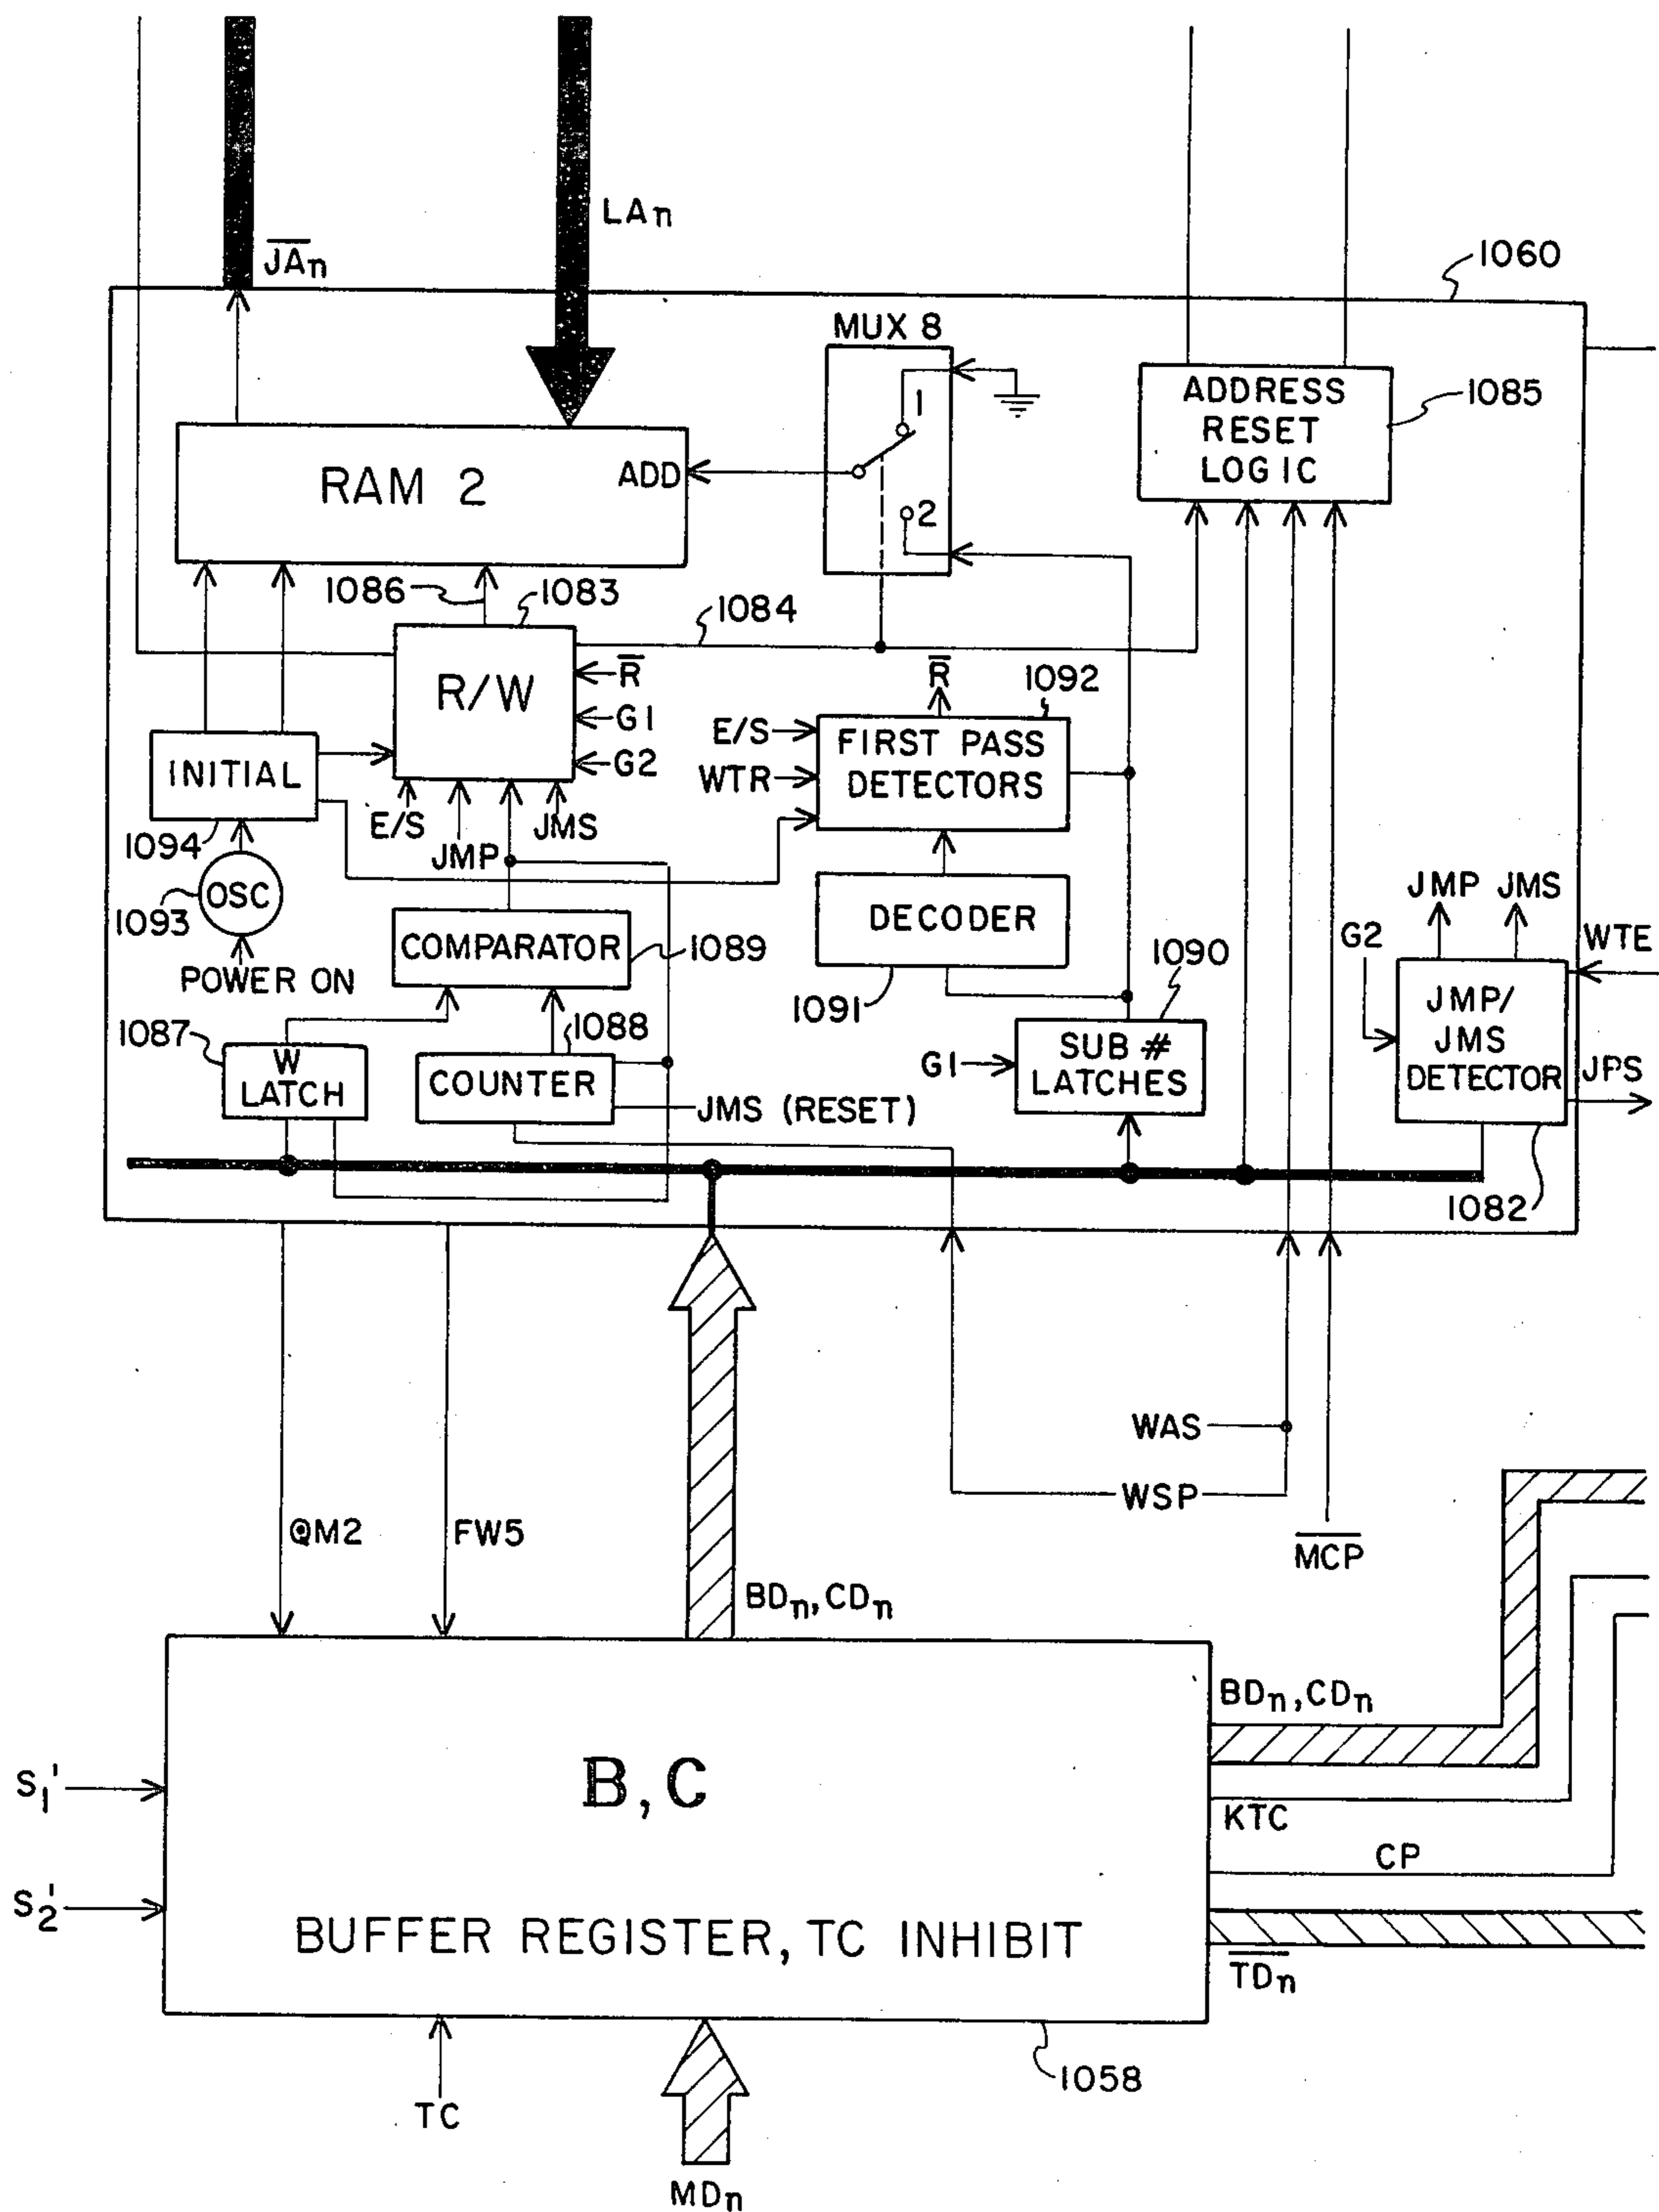 LAn
J̅A̅n
1060
MUX 8
1
ADDRESS
RESET
LOGIC
1085
RAM 2
ADD
2
1086
1083
1084
R/W
R̅
G1
G2
R̅
1092
E/S
WTR
FIRST PASS
DETECTORS
INITIAL
E/S
JMP
JMS
1094
OSC
1093
POWER ON
DECODER
1091
JMP JMS
G2
WTE
COMPARATOR
1089
1090
1087
W
LATCH
1088
COUNTER
JMS (RESET)
G1
SUB #
LATCHES
JMP/
JMS
DETECTOR
JPS
1082
WAS
WSP
M̅C̅P̅
QM2
FW5
BDn, CDn
BDn, CDn
S1'
B, C
KTC
CP
S2'
BUFFER REGISTER, TC INHIBIT
T̅D̅n
1058
TC
MDn